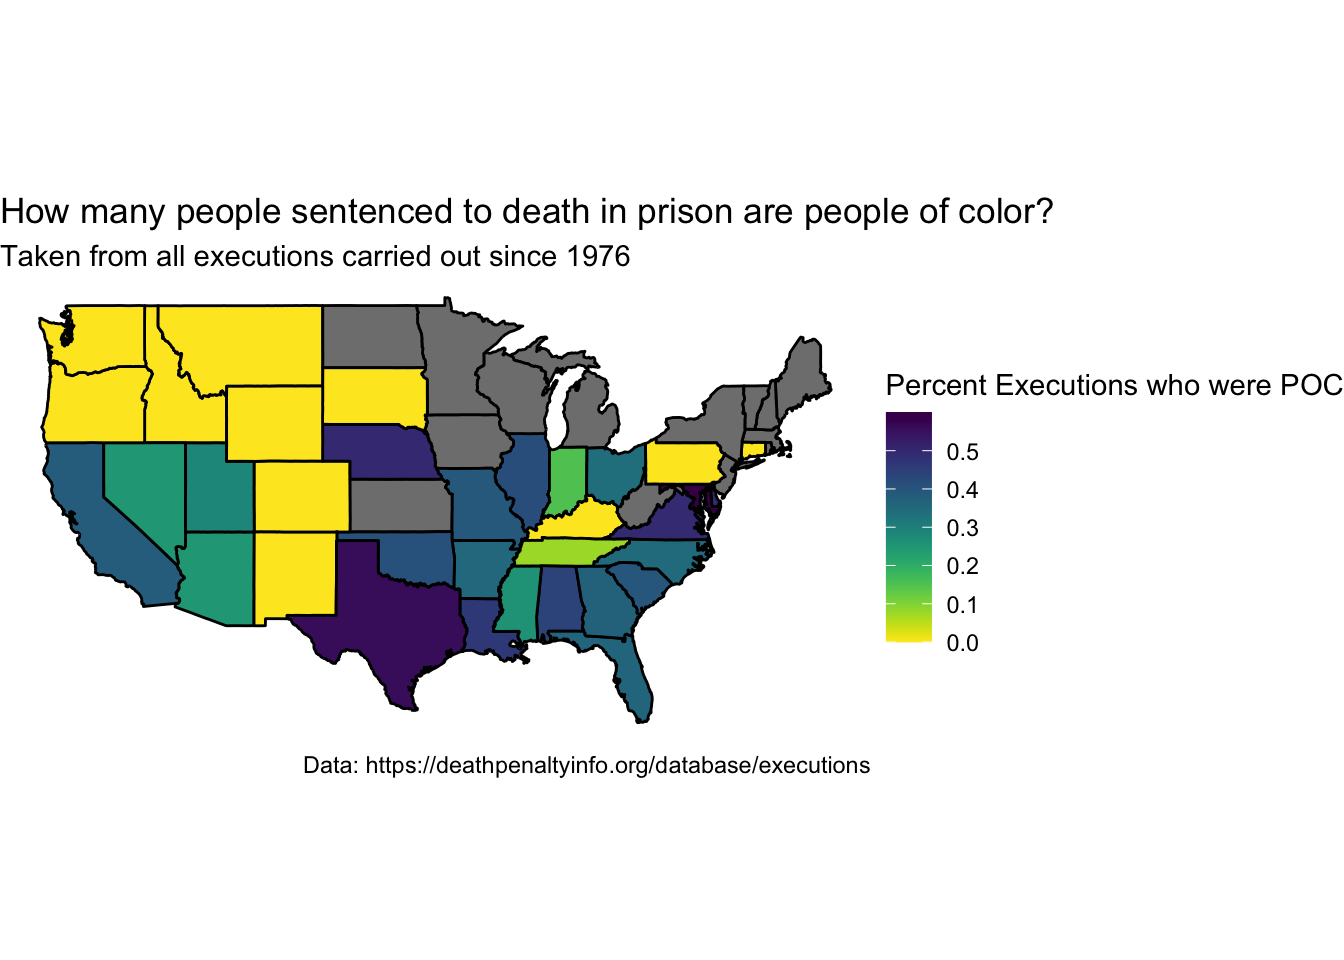 How many people sentenced to death in prison are people of color?
Taken from all executions carried out since 1976
Percent Executions who were POC
0.5
0.4
0.3
0.2
0.1
0.0
Data: https://deathpenaltyinfo.org/database/executions